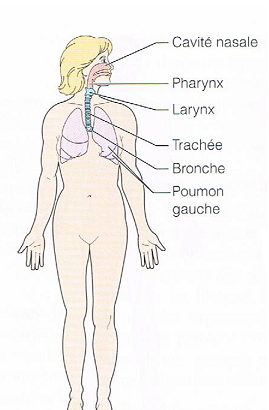 Cavité nasale
Pharynx
Larynx
Trachée
Bronche
Poumon
gauche